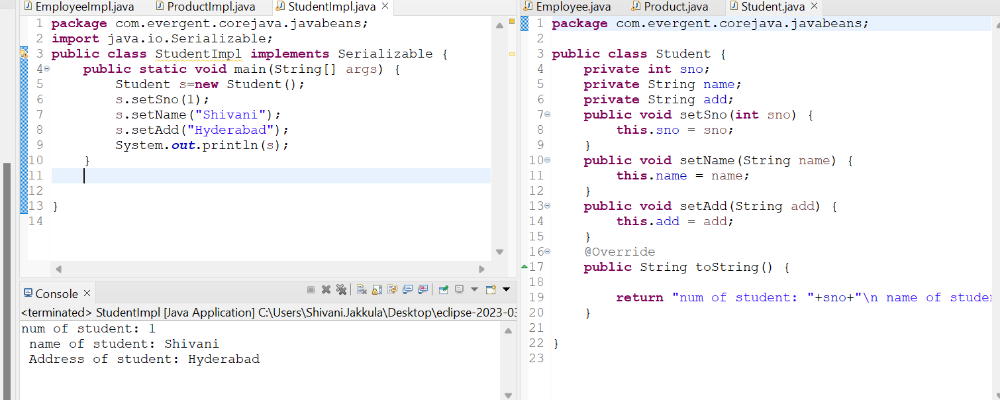 EmployeeImpl.java ProductImpl.java StudentImpl.java
1 package com.evergent.corejava.javabeans;
2 import java.io.Serializable;
3 public class StudentImpl implements Serializable {
4 public static void main(String[] args) {
5 Student s=new Student();
6 s.setSno(1);
7 s.setName("Shivani");
8 s.setAdd("Hyderabad");
9 System.out.println(s);
10 }
11
12
13 }
14
Console
<terminated> StudentImpl [Java Application] C:\Users\Shivani.Jakkula\Desktop\eclipse-2023-03
num of student: 1
name of student: Shivani
Address of student: Hyderabad
Employee.java Product.java Student.java
1 package com.evergent.corejava.javabeans;
2
3 public class Student {
4 private int sno;
5 private String name;
6 private String add;
7 public void setSno(int sno) {
8 this.sno = sno;
9 }
10 public void setName(String name) {
11 this.name = name;
12 }
13 public void setAdd(String add) {
14 this.add = add;
15 }
16 @Override
17 public String toString() {
18
19 return "num of student: "+sno+"\n name of stude
20 }
21
22 }
23